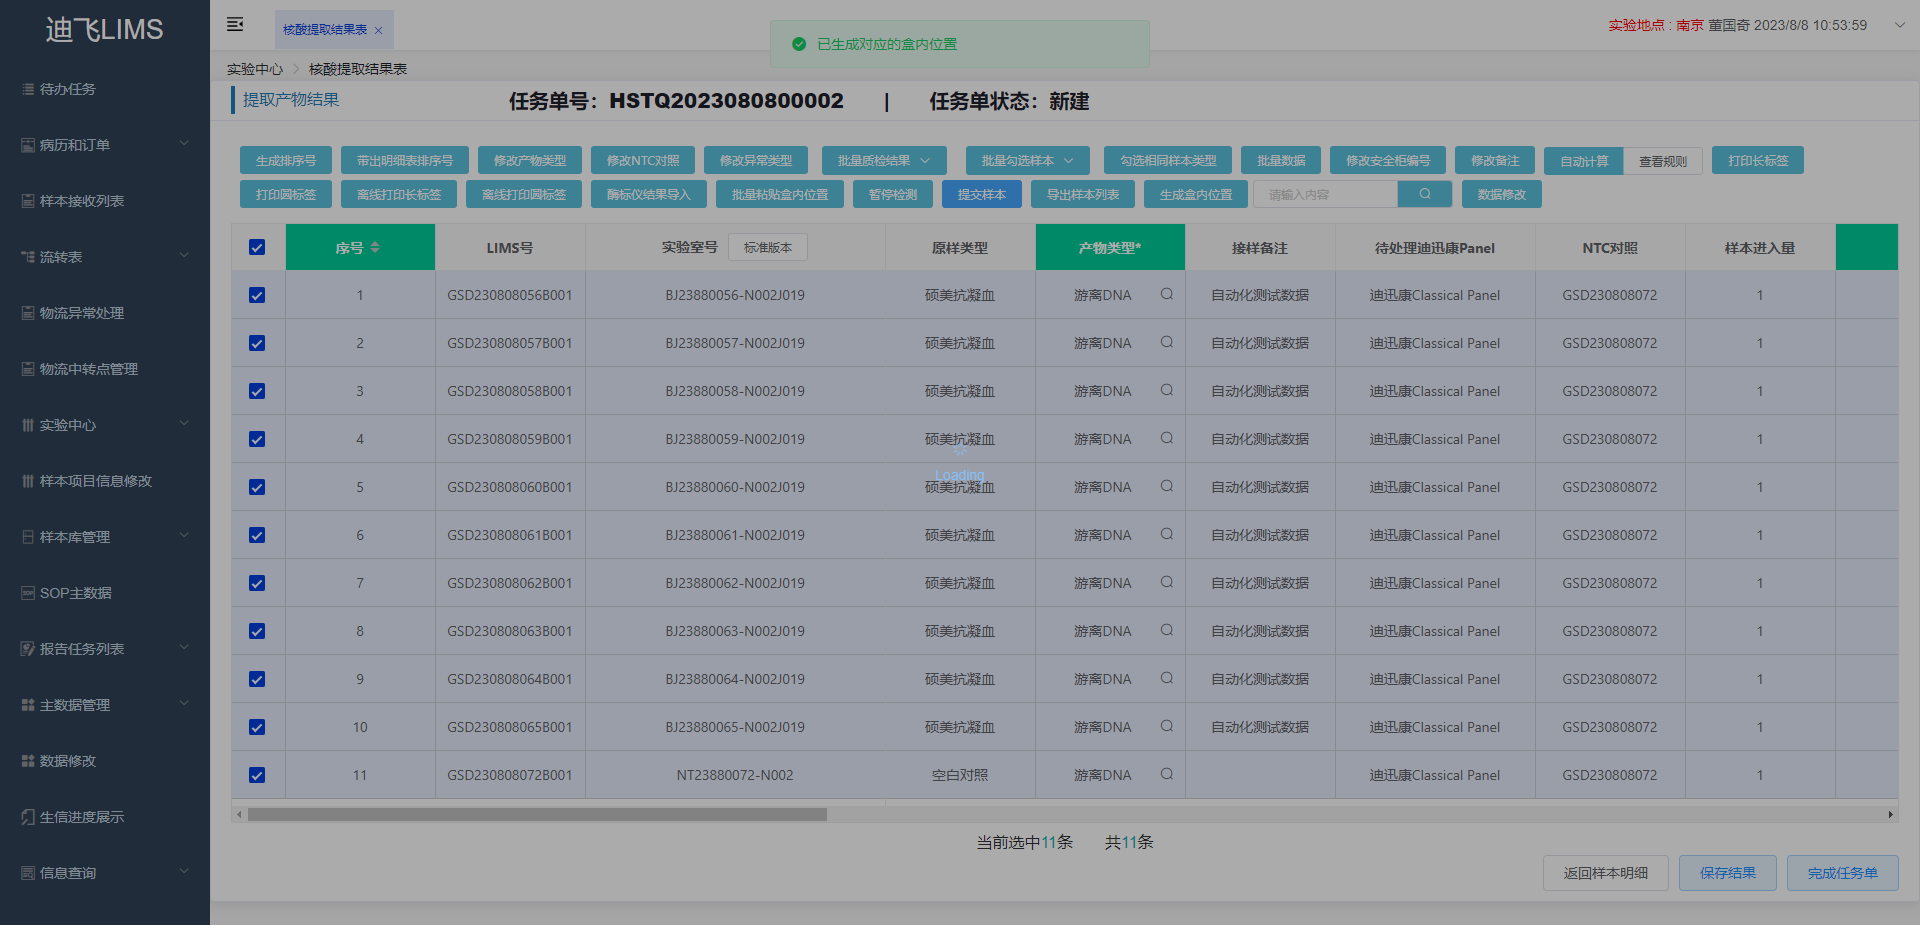 迪飞LIMS
核酸提取结果表
已生成对应的盒内位置
实验地点 : 南京 董国奇 2023/8/8 10:53:59
实验中心 > 核酸提取结果表
待办任务
病历和订单
样本接收列表
流转表
物流异常处理
物流中转点管理
实验中心
样本项目信息修改
样本库管理
SOP主数据
报告任务列表
主数据管理
数据修改
生信进度展示
信息查询
提取产物结果 任务单号：HSTQ2023080800002 | 任务单状态：新建
生成排序号 带出明细表排序号 修改产物类型 修改NTC对照 修改异常类型 批量质检结果 批量勾选样本 勾选相同样本类型 批量数据 修改安全柜编号 修改备注 自动计算 查看规则 打印长标签
打印圆标签 离线打印长标签 离线打印圆标签 酶标仪结果导入 批量粘贴盒内位置 暂停检测 提交样本 导出样本列表 生成盒内位置 请输入内容 数据修改
序号 LIMS号 实验室号 标准版本 原样类型 产物类型* 接样备注 待处理迪迅康Panel NTC对照 样本进入量
1 GSD230808056B001 BJ23880056-N002J019 硕美抗凝血 游离DNA 自动化测试数据 迪迅康Classical Panel GSD230808072 1
2 GSD230808057B001 BJ23880057-N002J019 硕美抗凝血 游离DNA 自动化测试数据 迪迅康Classical Panel GSD230808072 1
3 GSD230808058B001 BJ23880058-N002J019 硕美抗凝血 游离DNA 自动化测试数据 迪迅康Classical Panel GSD230808072 1
4 GSD230808059B001 BJ23880059-N002J019 硕美抗凝血 游离DNA 自动化测试数据 迪迅康Classical Panel GSD230808072 1
Loading
5 GSD230808060B001 BJ23880060-N002J019 硕美抗凝血 游离DNA 自动化测试数据 迪迅康Classical Panel GSD230808072 1
6 GSD230808061B001 BJ23880061-N002J019 硕美抗凝血 游离DNA 自动化测试数据 迪迅康Classical Panel GSD230808072 1
7 GSD230808062B001 BJ23880062-N002J019 硕美抗凝血 游离DNA 自动化测试数据 迪迅康Classical Panel GSD230808072 1
8 GSD230808063B001 BJ23880063-N002J019 硕美抗凝血 游离DNA 自动化测试数据 迪迅康Classical Panel GSD230808072 1
9 GSD230808064B001 BJ23880064-N002J019 硕美抗凝血 游离DNA 自动化测试数据 迪迅康Classical Panel GSD230808072 1
10 GSD230808065B001 BJ23880065-N002J019 硕美抗凝血 游离DNA 自动化测试数据 迪迅康Classical Panel GSD230808072 1
11 GSD230808072B001 NT23880072-N002 空白对照 游离DNA 迪迅康Classical Panel GSD230808072 1
当前选中11条 共11条
返回样本明细 保存结果 完成任务单